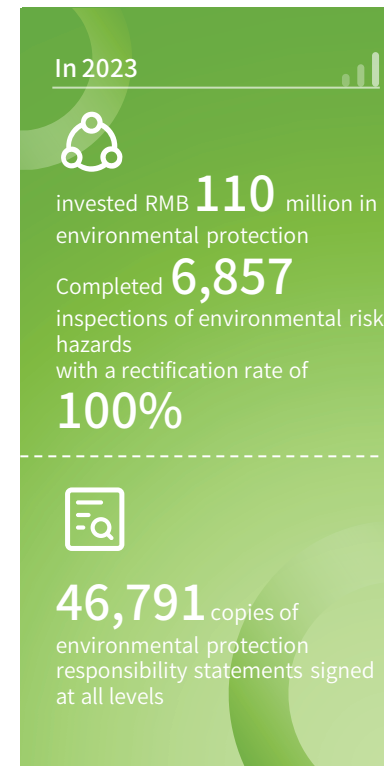 In 2023
invested RMB 110 million in
environmental protection
Completed 6,857
inspections of environmental risk
hazards
with a rectification rate of
100%
46,791 copies of
environmental protection
responsibility statements signed
at all levels